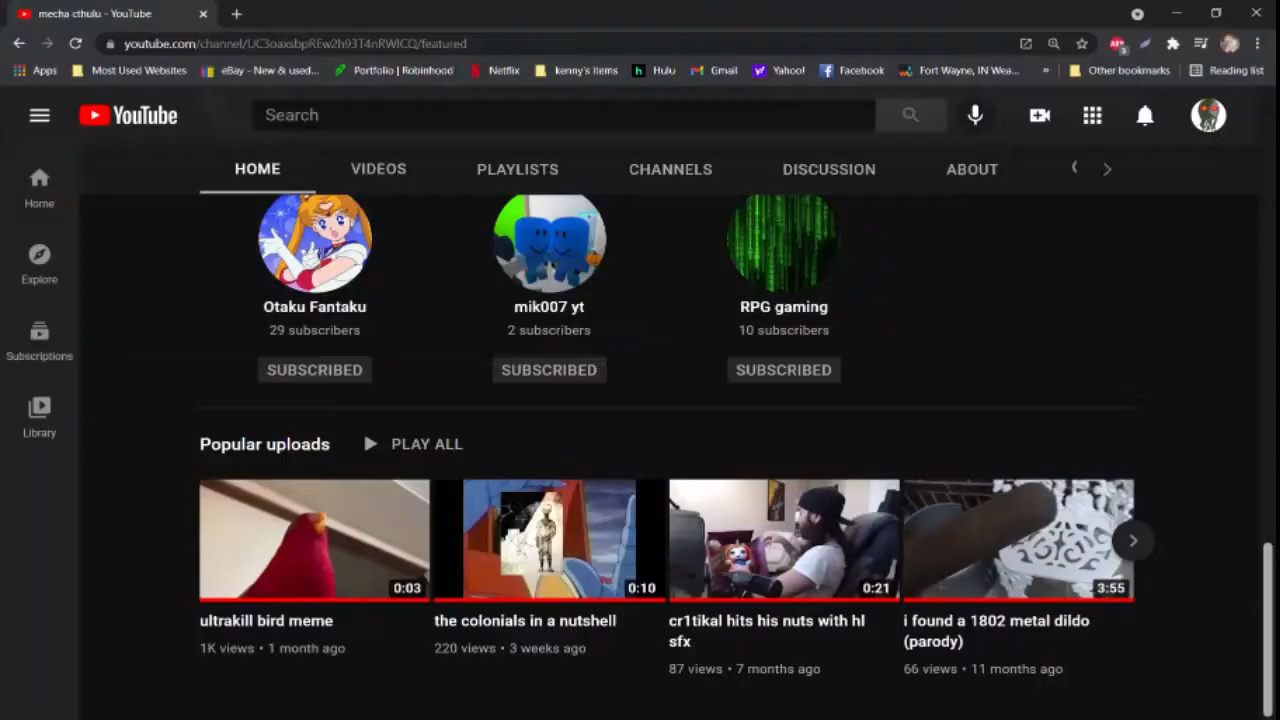 mecha cthulu - YouTube
youtube.com/channel/UC3oaxsbpREw2h93T4nRWlCQ/featured
Apps Most Used Websites eBay - New & used... Portfolio | Robinhood Netflix kenny's items Hulu Gmail Yahoo! Facebook Fort Wayne, IN Wea... » Other bookmarks Reading list
YouTube Search
HOME VIDEOS PLAYLISTS CHANNELS DISCUSSION ABOUT
Home
Explore
Subscriptions
Library
Otaku Fantaku mik007 yt RPG gaming
29 subscribers 2 subscribers 10 subscribers
SUBSCRIBED SUBSCRIBED SUBSCRIBED
Popular uploads PLAY ALL
0:03 0:10 0:21 3:55
ultrakill bird meme
1K views • 1 month ago
the colonials in a nutshell
220 views • 3 weeks ago
cr1tikal hits his nuts with hl
sfx
87 views • 7 months ago
i found a 1802 metal dildo
(parody)
66 views • 11 months ago